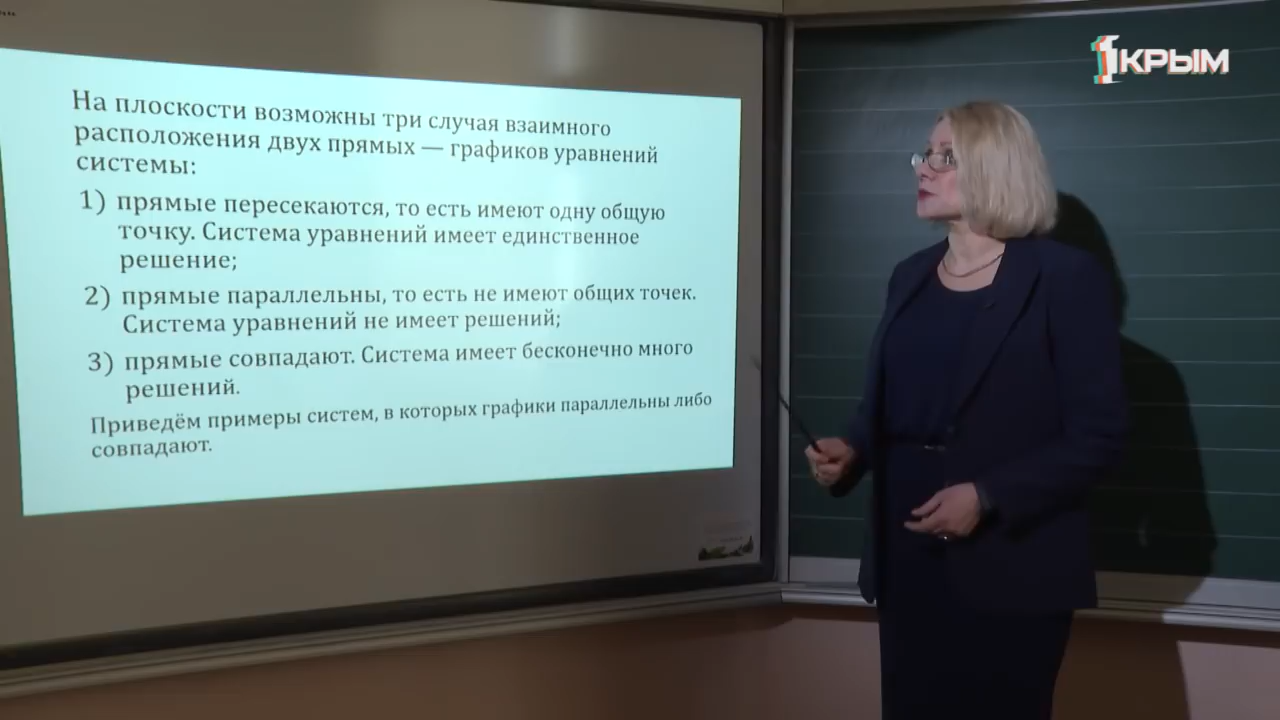 1КРЫМ
На плоскости возможны три случая взаимного
расположения двух прямых — графиков уравнений
системы:
1) прямые пересекаются, то есть имеют одну общую
точку. Система уравнений имеет единственное
решение;
2) прямые параллельны, то есть не имеют общих точек.
Система уравнений не имеет решений;
3) прямые совпадают. Система имеет бесконечно много
решений.
Приведём примеры систем, в которых графики параллельны либо
совпадают.